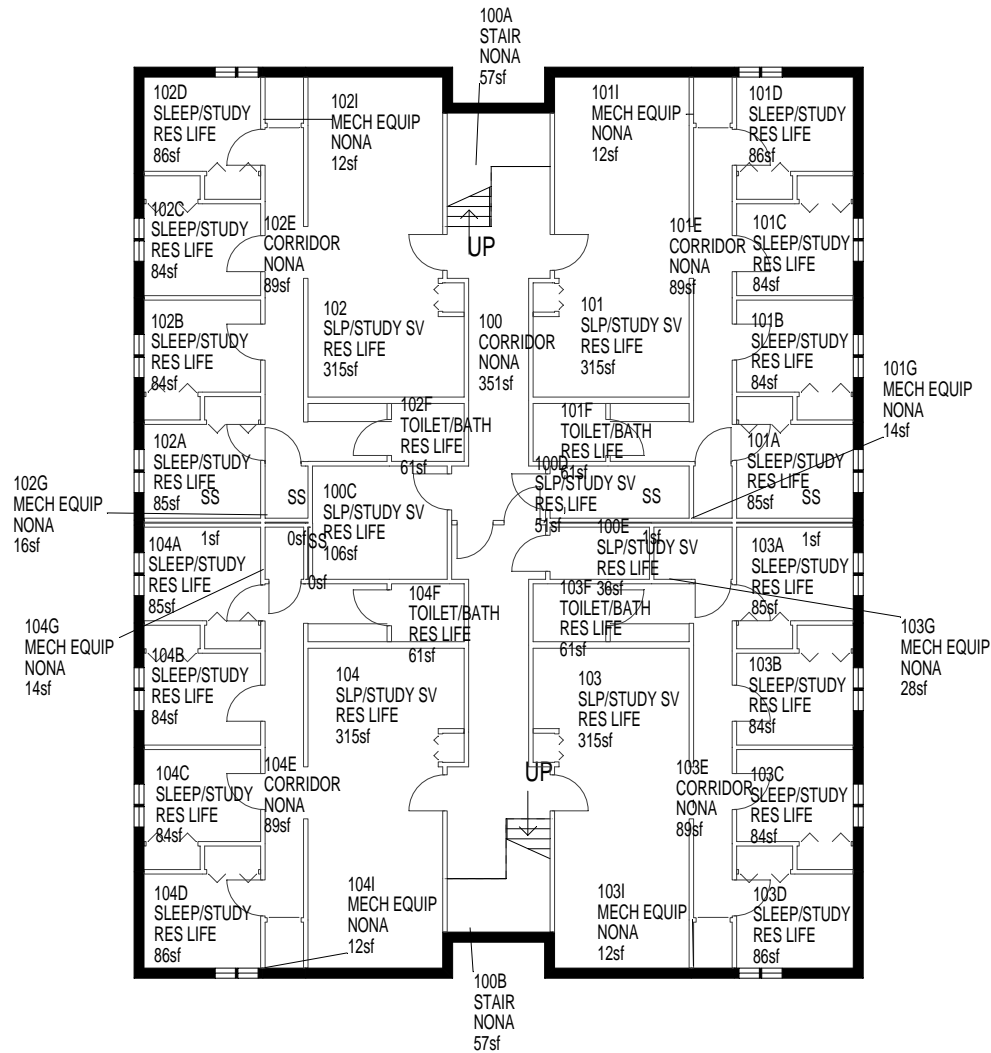 100A
STAIR
NONA
57sf
102D
SLEEP/STUDY
RES LIFE
86sf
102I
MECH EQUIP
NONA
12sf
101I
MECH EQUIP
NONA
12sf
101D
SLEEP/STUDY
RES LIFE
86sf
102C
SLEEP/STUDY
RES LIFE
84sf
102E
CORRIDOR
NONA
89sf
UP
101E
CORRIDOR
NONA
89sf
101C
SLEEP/STUDY
RES LIFE
84sf
102B
SLEEP/STUDY
RES LIFE
84sf
102
SLP/STUDY SV
RES LIFE
315sf
100
CORRIDOR
NONA
351sf
101
SLP/STUDY SV
RES LIFE
315sf
101B
SLEEP/STUDY
RES LIFE
84sf
101G
MECH EQUIP
NONA
14sf
102F
TOILET/BATH
RES LIFE
61sf
101F
TOILET/BATH
RES LIFE
61sf
102A
SLEEP/STUDY
RES LIFE
85sf
SS
1sf
SS
0sf
101A
SLEEP/STUDY
RES LIFE
85sf
SS
1sf
102G
MECH EQUIP
NONA
16sf
100C
SLP/STUDY SV
RES LIFE
106sf
SS
0sf
100D
SLP/STUDY SV
RES LIFE
51sf
SS
1sf
100E
SLP/STUDY SV
RES LIFE
36sf
104A
SLEEP/STUDY
RES LIFE
85sf
103A
SLEEP/STUDY
RES LIFE
85sf
104F
TOILET/BATH
RES LIFE
61sf
103F
TOILET/BATH
RES LIFE
61sf
104G
MECH EQUIP
NONA
14sf
103G
MECH EQUIP
NONA
28sf
104B
SLEEP/STUDY
RES LIFE
84sf
104
SLP/STUDY SV
RES LIFE
315sf
103
SLP/STUDY SV
RES LIFE
315sf
103B
SLEEP/STUDY
RES LIFE
84sf
104C
SLEEP/STUDY
RES LIFE
84sf
104E
CORRIDOR
NONA
89sf
UP
103E
CORRIDOR
NONA
89sf
103C
SLEEP/STUDY
RES LIFE
84sf
104D
SLEEP/STUDY
RES LIFE
86sf
104I
MECH EQUIP
NONA
12sf
103I
MECH EQUIP
NONA
12sf
103D
SLEEP/STUDY
RES LIFE
86sf
100B
STAIR
NONA
57sf